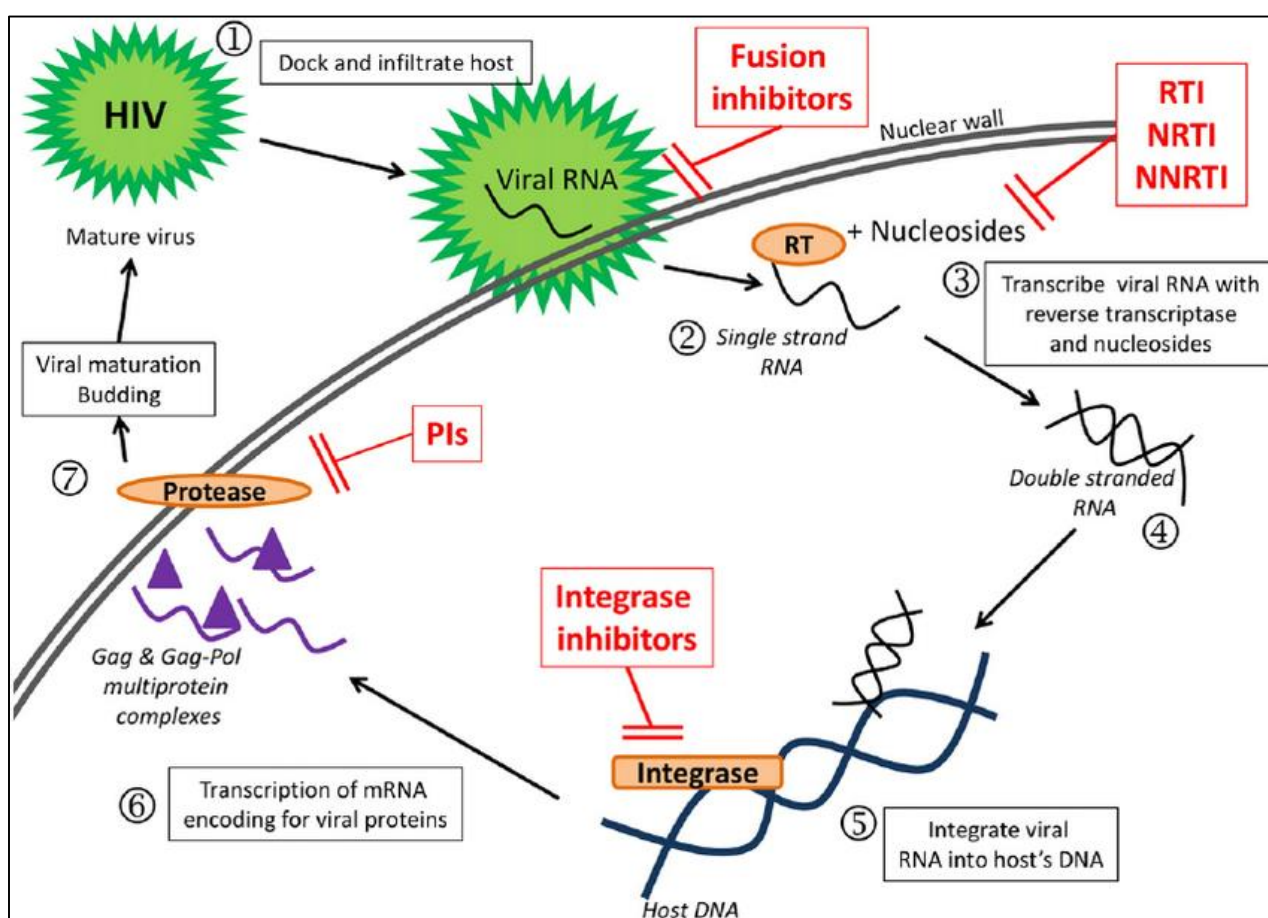 ①
Dock and infiltrate host
HIV
Mature virus
Viral RNA
Fusion
inhibitors
Nuclear wall
RTI
NRTI
NNRTI
RT
+ Nucleosides
②
Single strand
RNA
③
Transcribe viral RNA with
reverse transcriptase
and nucleosides
Double stranded
RNA
④
Integrase
inhibitors
Integrase
⑤
Integrate viral
RNA into host's DNA
Host DNA
⑥
Transcription of mRNA
encoding for viral proteins
Gag & Gag-Pol
multiprotein
complexes
PIs
Protease
⑦
Viral maturation
Budding